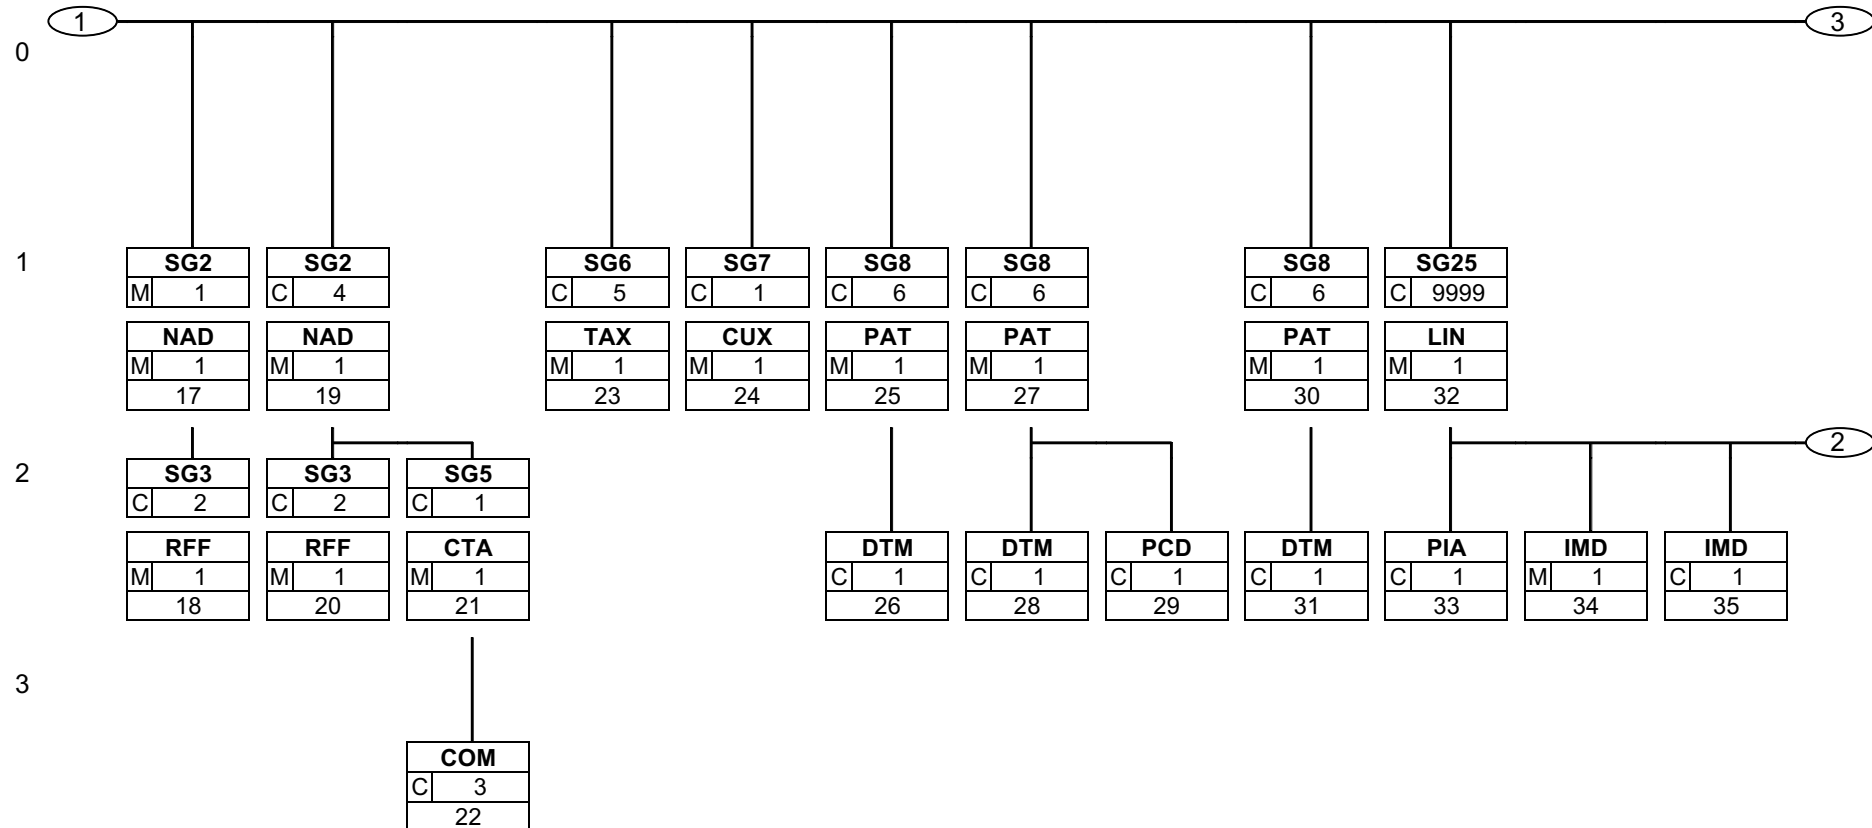 1 3
0
1
SG2 SG2 SG6 SG7 SG8 SG8 SG8 SG25
M 1 C 4 C 5 C 1 C 6 C 6 C 6 C 9999
NAD NAD TAX CUX PAT PAT PAT LIN
M 1 M 1 M 1 M 1 M 1 M 1 M 1 M 1
17 19 23 24 25 27 30 32
2
2
SG3 SG3 SG5
C 2 C 2 C 1
RFF RFF CTA DTM DTM PCD DTM PIA IMD IMD
M 1 M 1 M 1 C 1 C 1 C 1 C 1 C 1 M 1 C 1
18 20 21 26 28 29 31 33 34 35
3
COM
C 3
22